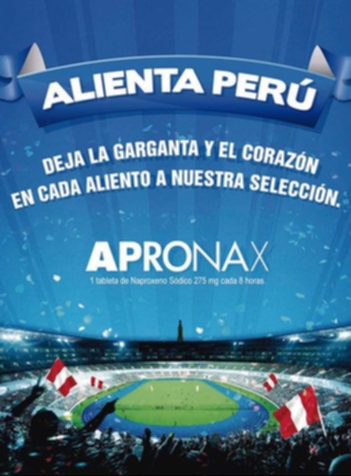 ALIENTA PERÚ
DEJA LA GARGANTA Y EL CORAZÓN
EN CADA ALIENTO A NUESTRA SELECCIÓN.
APRONAX
1 tableta de Naproxeno Sódico 275 mg cada 8 horas.